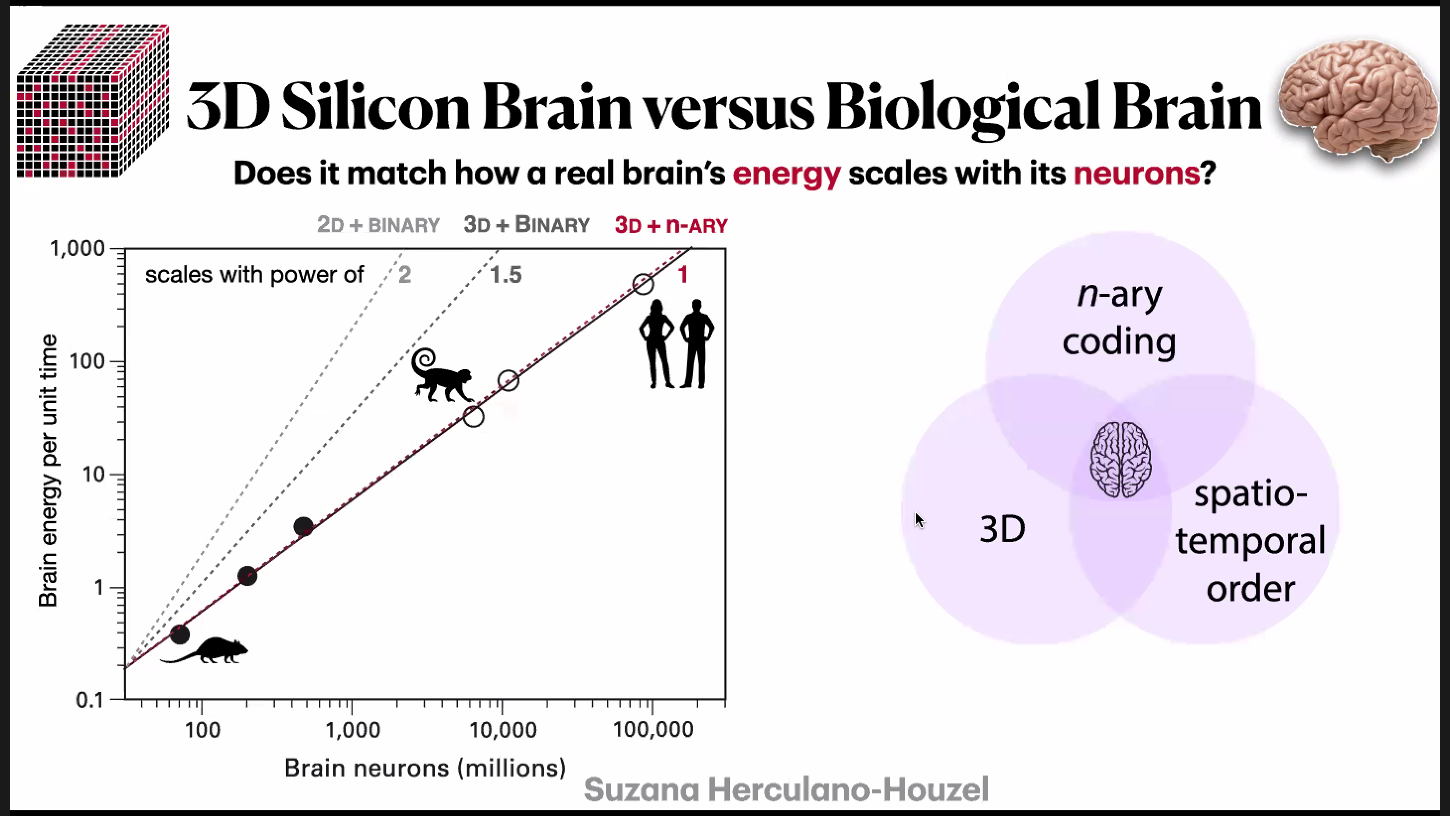 3D Silicon Brain versus Biological Brain
Does it match how a real brain's energy scales with its neurons?
2D + BINARY 3D + BINARY 3D + n-ARY
scales with power of 2 1.5 1
1,000
100
10
1
0.1
Brain energy per unit time
100 1,000 10,000 100,000
Brain neurons (millions)
n-ary
coding
3D
spatio-
temporal
order
Suzana Herculano-Houzel